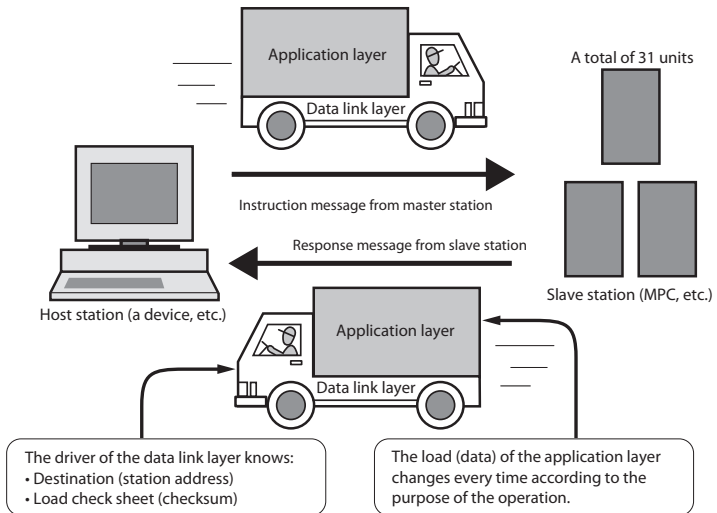 Application layer
Data link layer
A total of 31 units
Instruction message from master station
Response message from slave station
Host station (a device, etc.)
Slave station (MPC, etc.)
Application layer
Data link layer
The driver of the data link layer knows:
• Destination (station address)
• Load check sheet (checksum)
The load (data) of the application layer
changes every time according to the
purpose of the operation.